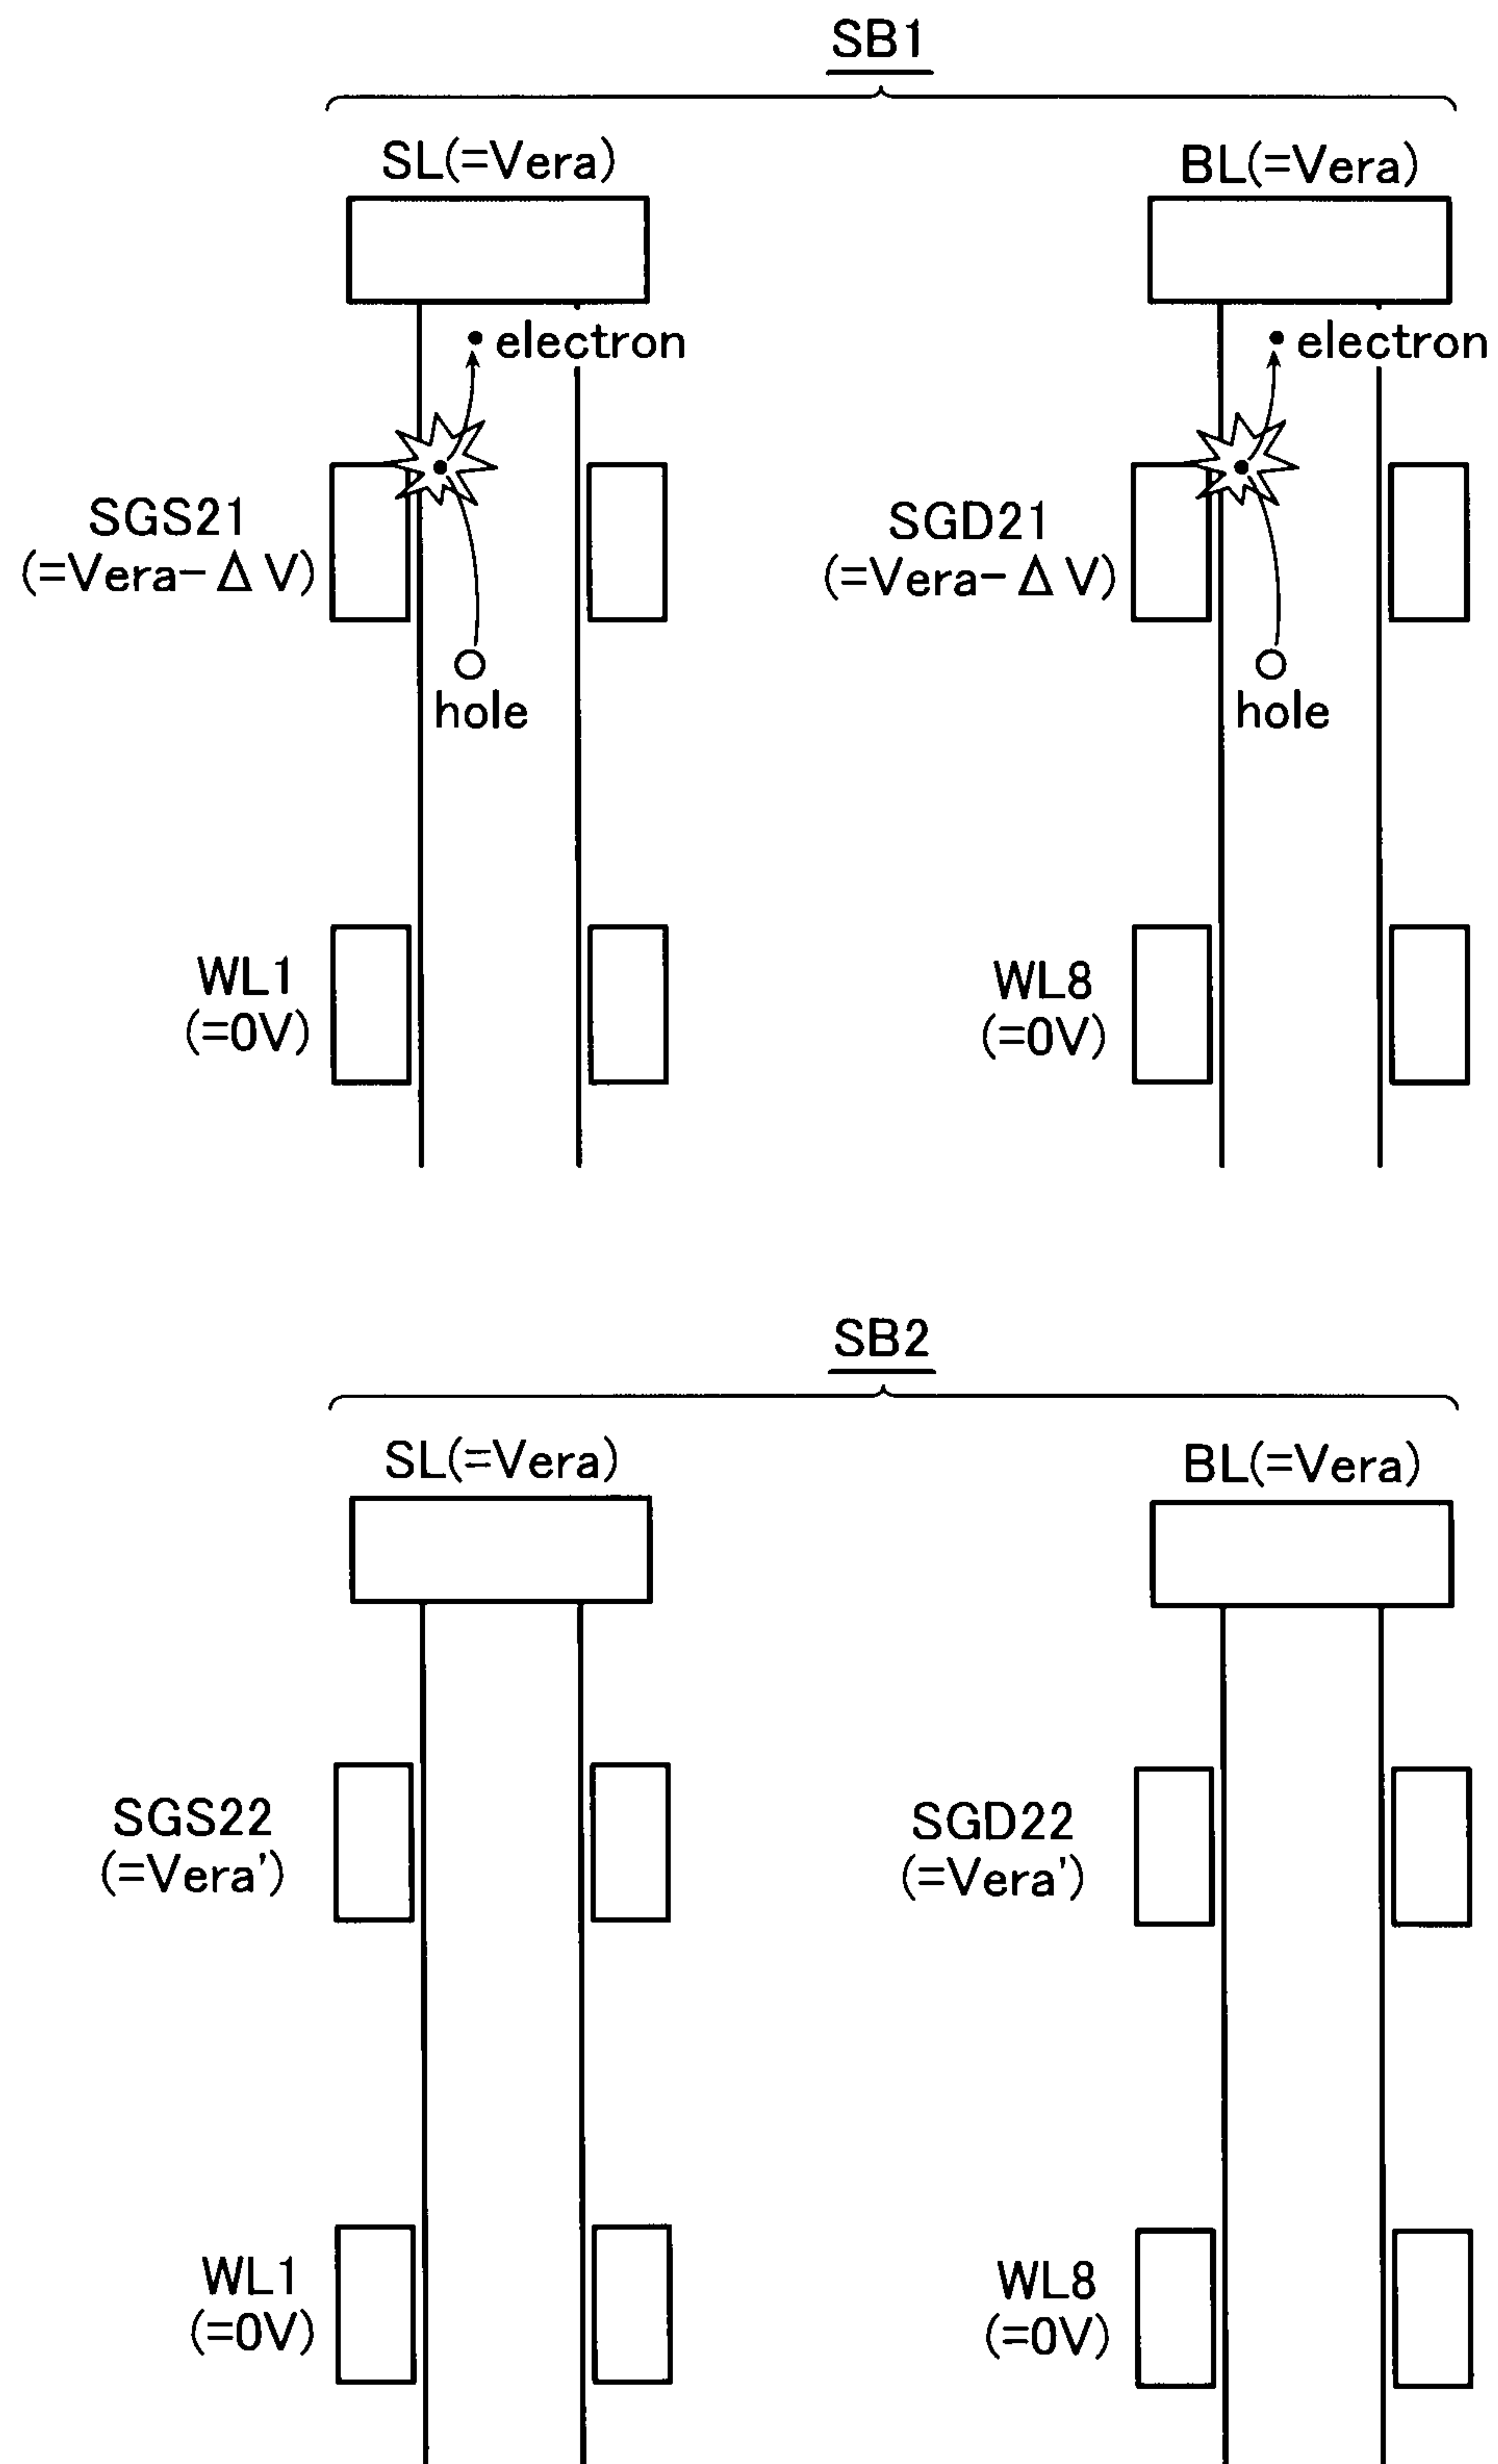 SB1
SL(=Vera)
BL(=Vera)
electron
electron
SGS21
(=Vera-ΔV)
SGD21
(=Vera-ΔV)
hole
hole
WL1
(=0V)
WL8
(=0V)
SB2
SL(=Vera)
BL(=Vera)
SGS22
(=Vera')
SGD22
(=Vera')
WL1
(=0V)
WL8
(=0V)